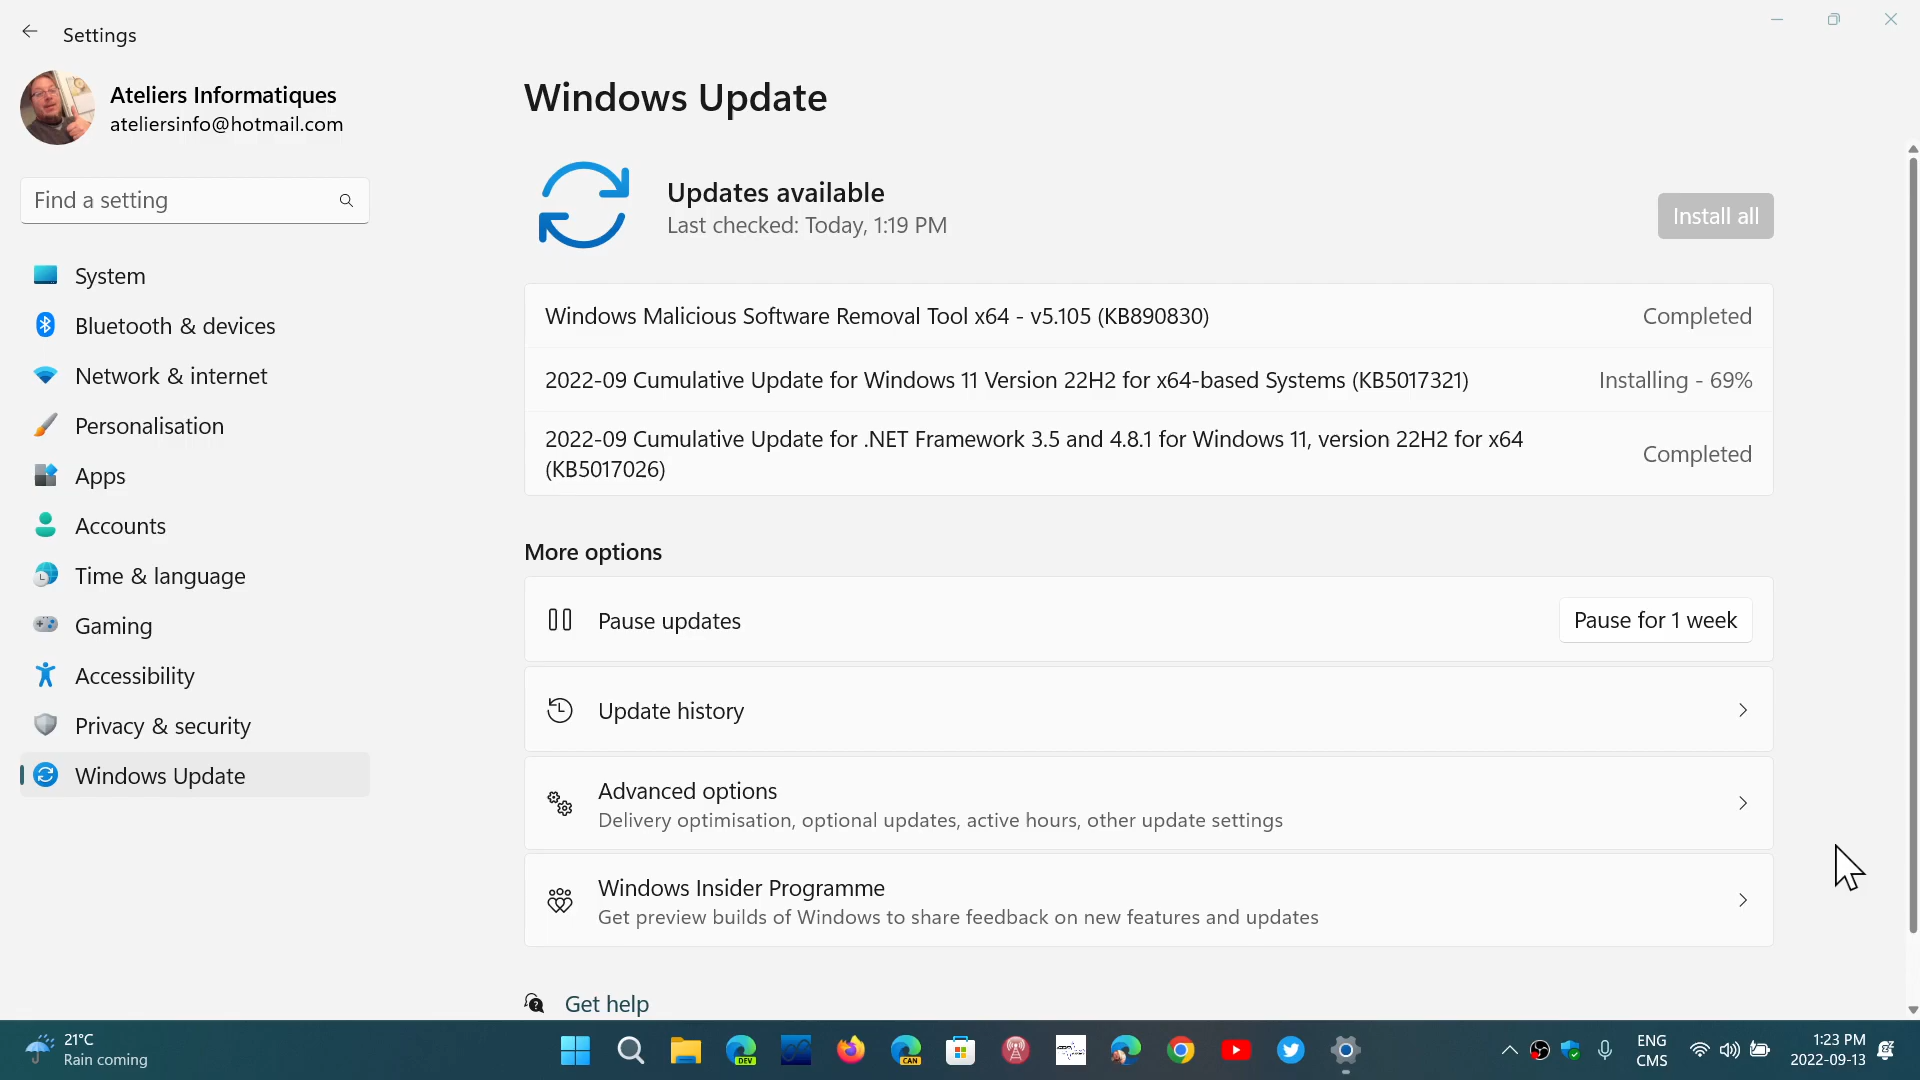 Settings
Ateliers Informatiques
ateliersinfo@hotmail.com
Find a setting
System
Bluetooth & devices
Network & internet
Personalisation
Apps
Accounts
Time & language
Gaming
Accessibility
Privacy & security
Windows Update
Windows Update
Updates available
Last checked: Today, 1:19 PM
Install all
Windows Malicious Software Removal Tool x64 - v5.105 (KB890830)
Completed
2022-09 Cumulative Update for Windows 11 Version 22H2 for x64-based Systems (KB5017321)
Installing - 69%
2022-09 Cumulative Update for .NET Framework 3.5 and 4.8.1 for Windows 11, version 22H2 for x64
(KB5017026)
Completed
More options
Pause updates
Pause for 1 week
Update history
Advanced options
Delivery optimisation, optional updates, active hours, other update settings
Windows Insider Programme
Get preview builds of Windows to share feedback on new features and updates
Get help
21°C
Rain coming
DEV
CAN
ENG
CMS
1:23 PM
2022-09-13